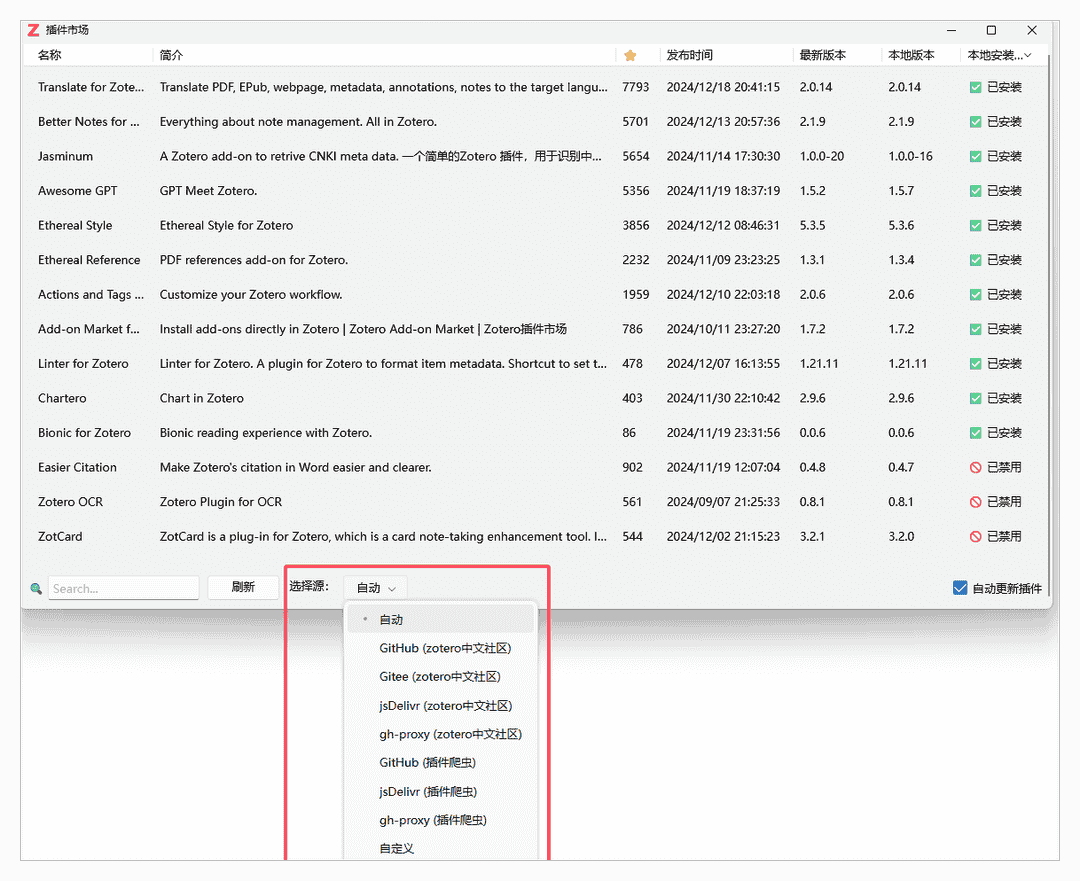 Z 插件市场
名称 简介 发布时间 最新版本 本地版本 本地安装...
Translate for Zote... Translate PDF, EPub, webpage, metadata, annotations, notes to the target langu... 7793 2024/12/18 20:41:15 2.0.14 2.0.14 已安装
Better Notes for ... Everything about note management. All in Zotero. 5701 2024/12/13 20:57:36 2.1.9 2.1.9 已安装
Jasminum A Zotero add-on to retrive CNKI meta data. 一个简单的Zotero 插件，用于识别中... 5654 2024/11/14 17:30:30 1.0.0-20 1.0.0-16 已安装
Awesome GPT GPT Meet Zotero. 5356 2024/11/19 18:37:19 1.5.2 1.5.7 已安装
Ethereal Style Ethereal Style for Zotero 3856 2024/12/12 08:46:31 5.3.5 5.3.6 已安装
Ethereal Reference PDF references add-on for Zotero. 2232 2024/11/09 23:23:25 1.3.1 1.3.4 已安装
Actions and Tags ... Customize your Zotero workflow. 1959 2024/12/10 22:03:18 2.0.6 2.0.6 已安装
Add-on Market f... Install add-ons directly in Zotero | Zotero Add-on Market | Zotero插件市场 786 2024/10/11 23:27:20 1.7.2 1.7.2 已安装
Linter for Zotero Linter for Zotero. A plugin for Zotero to format item metadata. Shortcut to set t... 478 2024/12/07 16:13:55 1.21.11 1.21.11 已安装
Chartero Chart in Zotero 403 2024/11/30 22:10:42 2.9.6 2.9.6 已安装
Bionic for Zotero Bionic reading experience with Zotero. 86 2024/11/19 23:31:56 0.0.6 0.0.6 已安装
Easier Citation Make Zotero's citation in Word easier and clearer. 902 2024/11/19 12:07:04 0.4.8 0.4.7 已禁用
Zotero OCR Zotero Plugin for OCR 561 2024/09/07 21:25:33 0.8.1 0.8.1 已禁用
ZotCard ZotCard is a plug-in for Zotero, which is a card note-taking enhancement tool. I... 544 2024/12/02 21:15:23 3.2.1 3.2.0 已禁用
Search... 刷新 选择源: 自动 自动更新插件
自动
GitHub (zotero中文社区)
Gitee (zotero中文社区)
jsDelivr (zotero中文社区)
gh-proxy (zotero中文社区)
GitHub (插件爬虫)
jsDelivr (插件爬虫)
gh-proxy (插件爬虫)
自定义